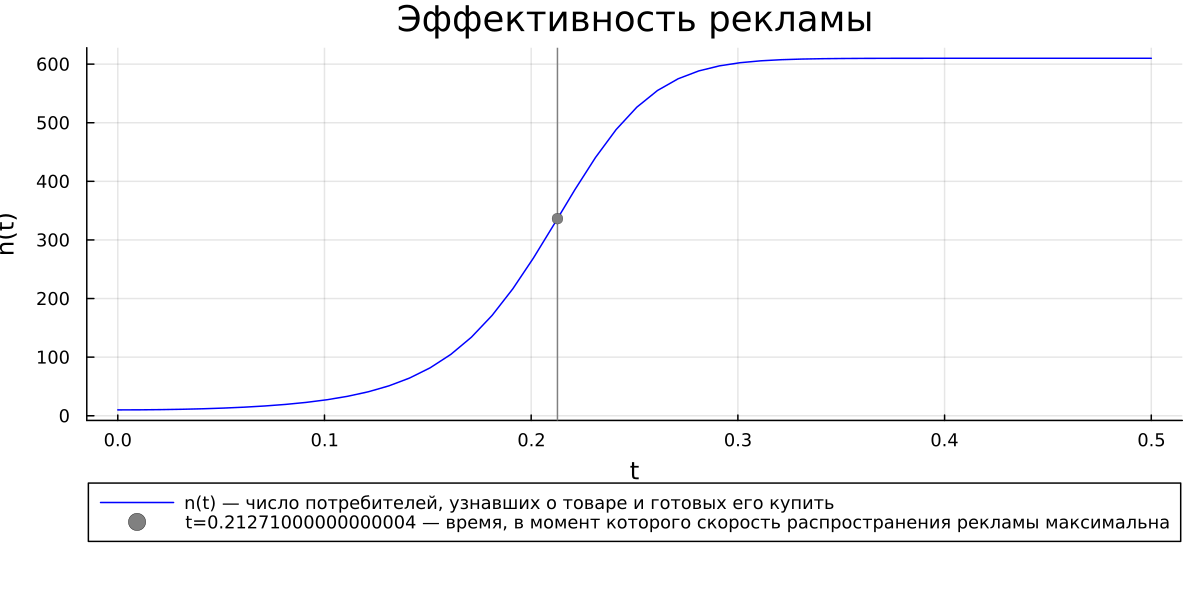 Эффективность рекламы
600
500
400
300
200
100
0
n(t)
0.0
0.1
0.2
0.3
0.4
0.5
t
n(t) — число потребителей, узнавших о товаре и готовых его купить
t=0.21271000000000004 — время, в момент которого скорость распространения рекламы максимальна